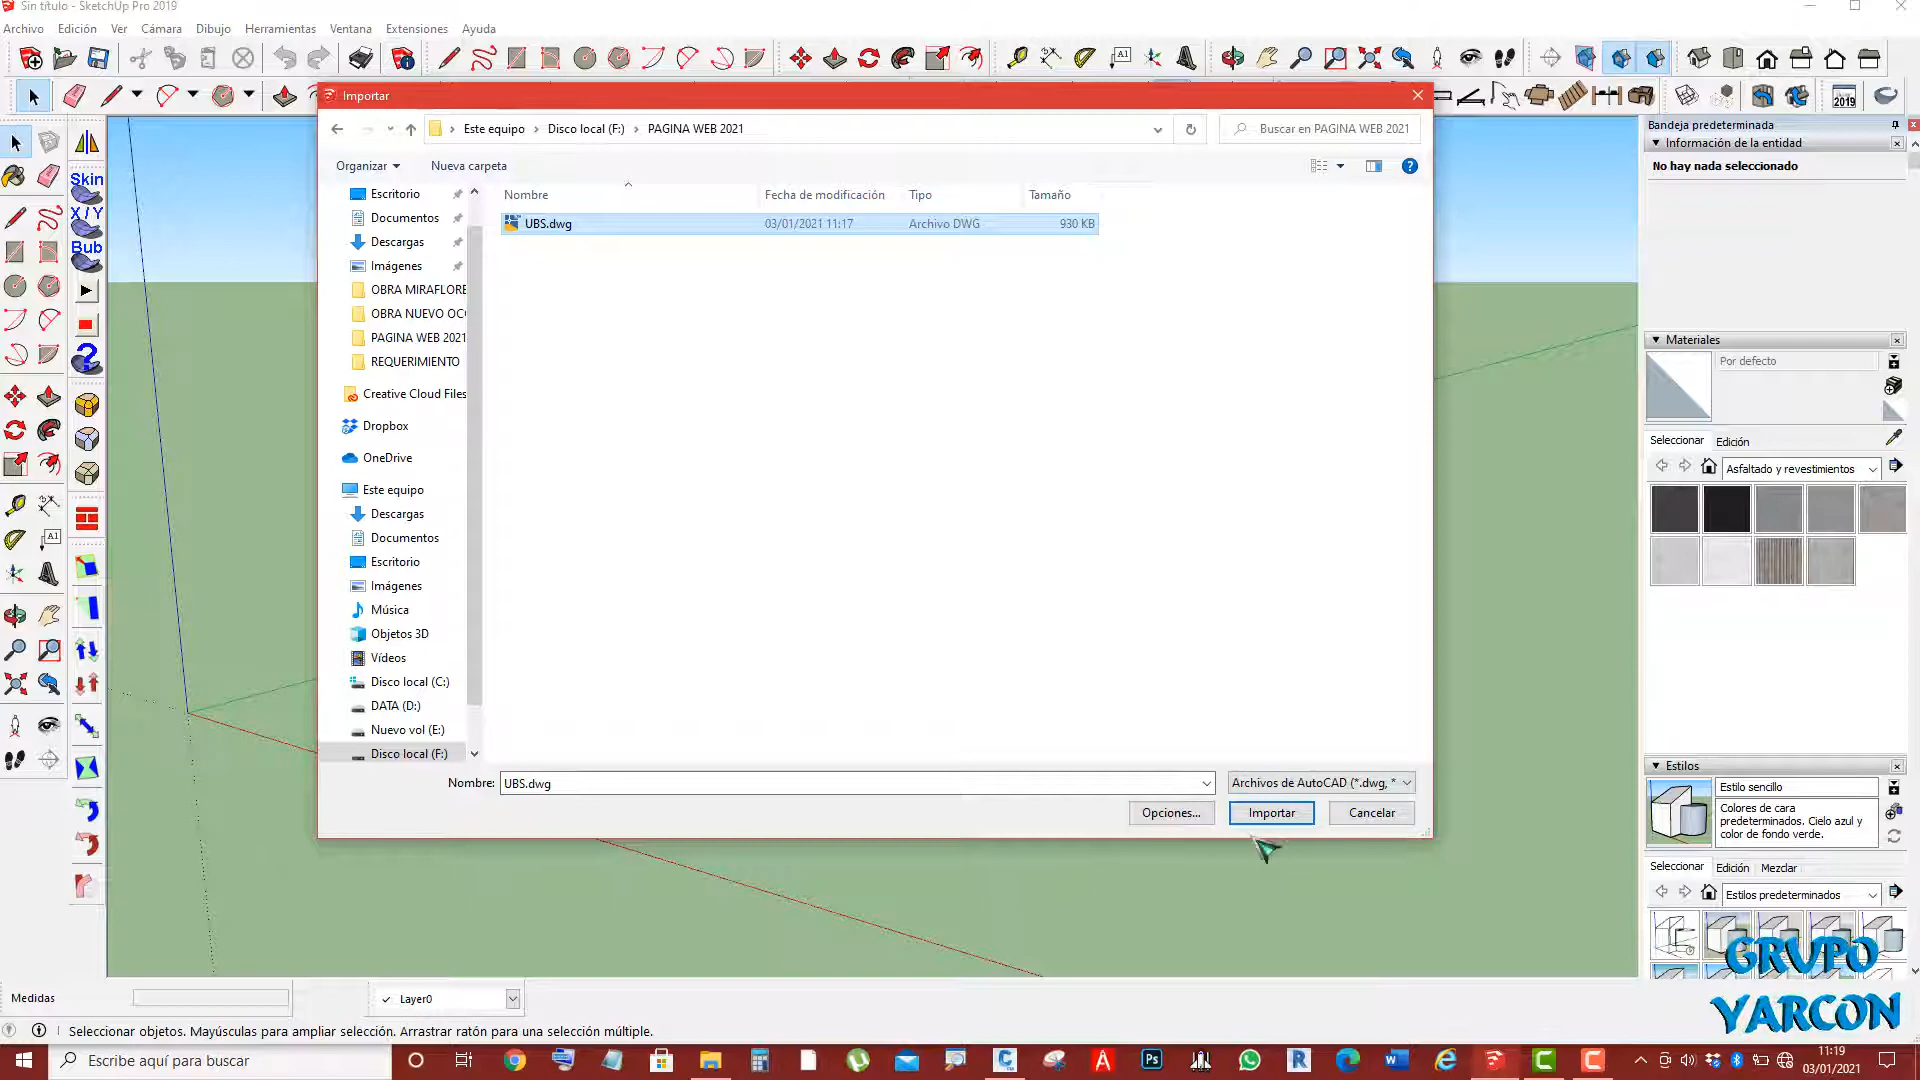 Sin título - SketchUp Pro 2019
Archivo Edición Ver Cámara Dibujo Herramientas Ventana Extensiones Ayuda
Importar
Este equipo > Disco local (F:) > PAGINA WEB 2021
Buscar en PAGINA WEB 2021
Organizar Nueva carpeta
Nombre Fecha de modificación Tipo Tamaño
UBS.dwg 03/01/2021 11:17 Archivo DWG 930 KB
Escritorio
Documentos
Descargas
Imágenes
OBRA MIRAFLORE
OBRA NUEVO OC
PAGINA WEB 2021
REQUERIMIENTO
Creative Cloud Files
Dropbox
OneDrive
Este equipo
Descargas
Documentos
Escritorio
Imágenes
Música
Objetos 3D
Vídeos
Disco local (C:)
DATA (D:)
Nuevo vol (E:)
Disco local (F:)
Nombre: UBS.dwg
Archivos de AutoCAD (*.dwg, *
Opciones... Importar Cancelar
Skin
X/Y
Bub
A1
A1
2019
Bandeja predeterminada
Información de la entidad
No hay nada seleccionado
Materiales
Por defecto
Seleccionar Edición
Asfaltado y revestimientos
Estilos
Estilo sencillo
Colores de cara
predeterminados. Cielo azul y
color de fondo verde.
Seleccionar Edición Mezclar
Estilos predeterminados
GRUPO
YARCON
Medidas
Layer0
Seleccionar objetos. Mayúsculas para ampliar selección. Arrastrar ratón para una selección múltiple.
Escribe aquí para buscar
11:19
03/01/2021